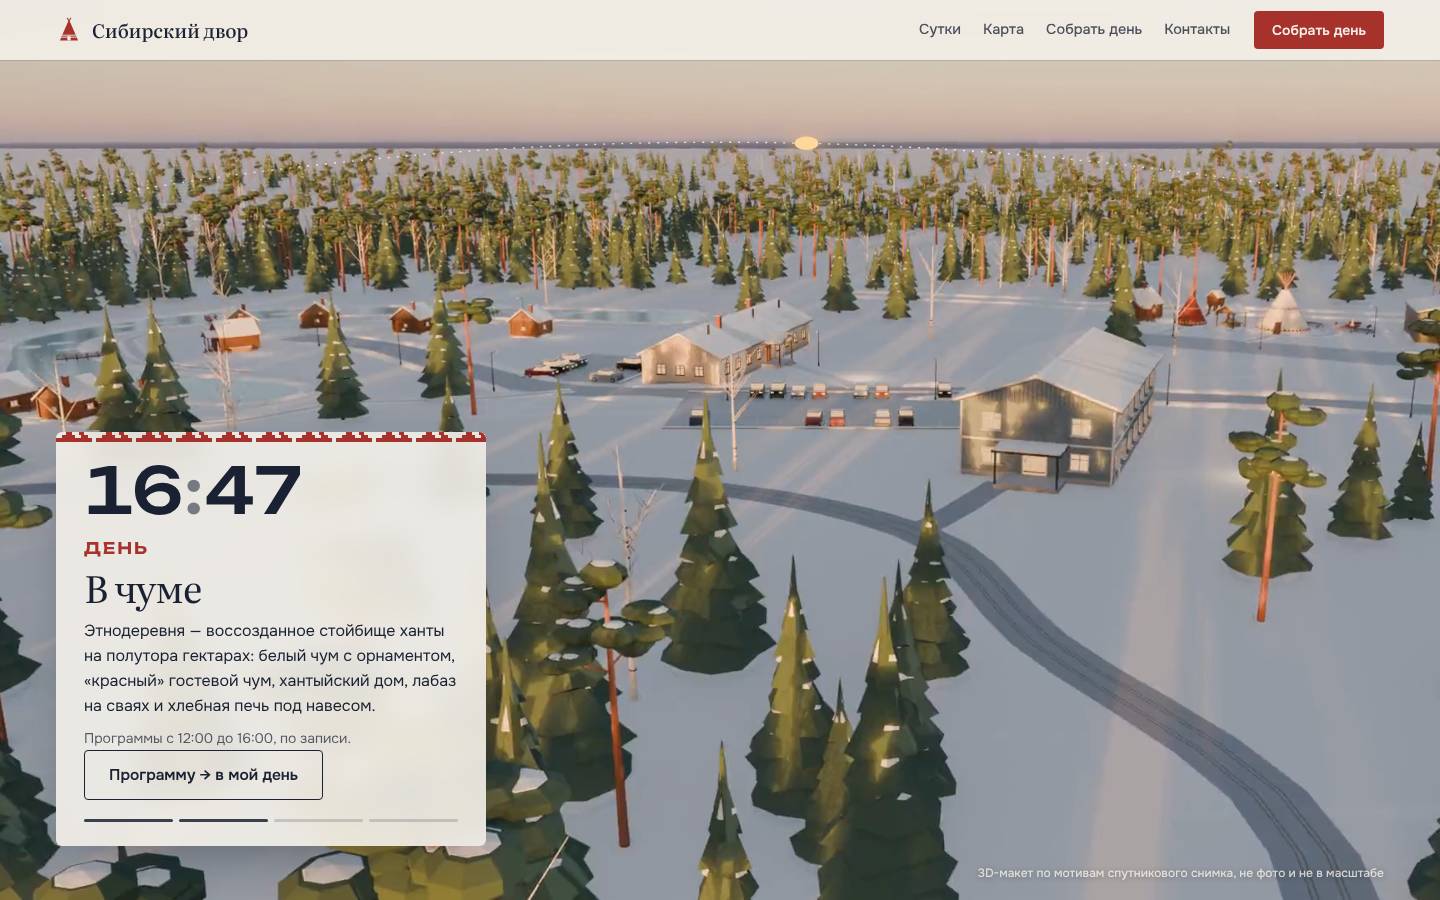 Сибирский двор
Сутки
Карта
Собрать день
Контакты
Собрать день
16:47
ДЕНЬ
В чуме
Этнодеревня — воссозданное стойбище ханты
на полутора гектарах: белый чум с орнаментом,
«красный» гостевой чум, хантыйский дом, лабаз
на сваях и хлебная печь под навесом.
Программы с 12:00 до 16:00, по записи.
Программу → в мой день
3D-макет по мотивам спутникового снимка, не фото и не в масштабе